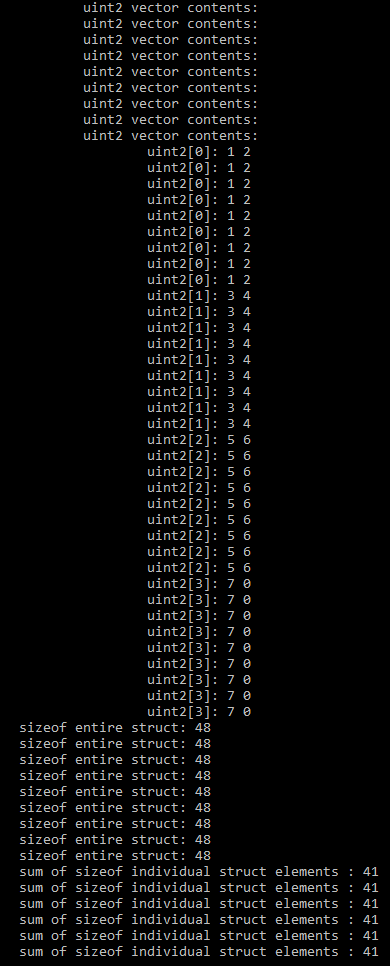 uint2 vector contents:
uint2 vector contents:
uint2 vector contents:
uint2 vector contents:
uint2 vector contents:
uint2 vector contents:
uint2 vector contents:
uint2 vector contents:
uint2 vector contents:
uint2[0]: 1 2
uint2[0]: 1 2
uint2[0]: 1 2
uint2[0]: 1 2
uint2[0]: 1 2
uint2[0]: 1 2
uint2[0]: 1 2
uint2[0]: 1 2
uint2[0]: 1 2
uint2[1]: 3 4
uint2[1]: 3 4
uint2[1]: 3 4
uint2[1]: 3 4
uint2[1]: 3 4
uint2[1]: 3 4
uint2[1]: 3 4
uint2[1]: 3 4
uint2[1]: 3 4
uint2[2]: 5 6
uint2[2]: 5 6
uint2[2]: 5 6
uint2[2]: 5 6
uint2[2]: 5 6
uint2[2]: 5 6
uint2[2]: 5 6
uint2[2]: 5 6
uint2[2]: 5 6
uint2[3]: 7 0
uint2[3]: 7 0
uint2[3]: 7 0
uint2[3]: 7 0
uint2[3]: 7 0
uint2[3]: 7 0
uint2[3]: 7 0
uint2[3]: 7 0
uint2[3]: 7 0
sizeof entire struct: 48
sizeof entire struct: 48
sizeof entire struct: 48
sizeof entire struct: 48
sizeof entire struct: 48
sizeof entire struct: 48
sizeof entire struct: 48
sizeof entire struct: 48
sizeof entire struct: 48
sum of sizeof individual struct elements : 41
sum of sizeof individual struct elements : 41
sum of sizeof individual struct elements : 41
sum of sizeof individual struct elements : 41
sum of sizeof individual struct elements : 41
sum of sizeof individual struct elements : 41